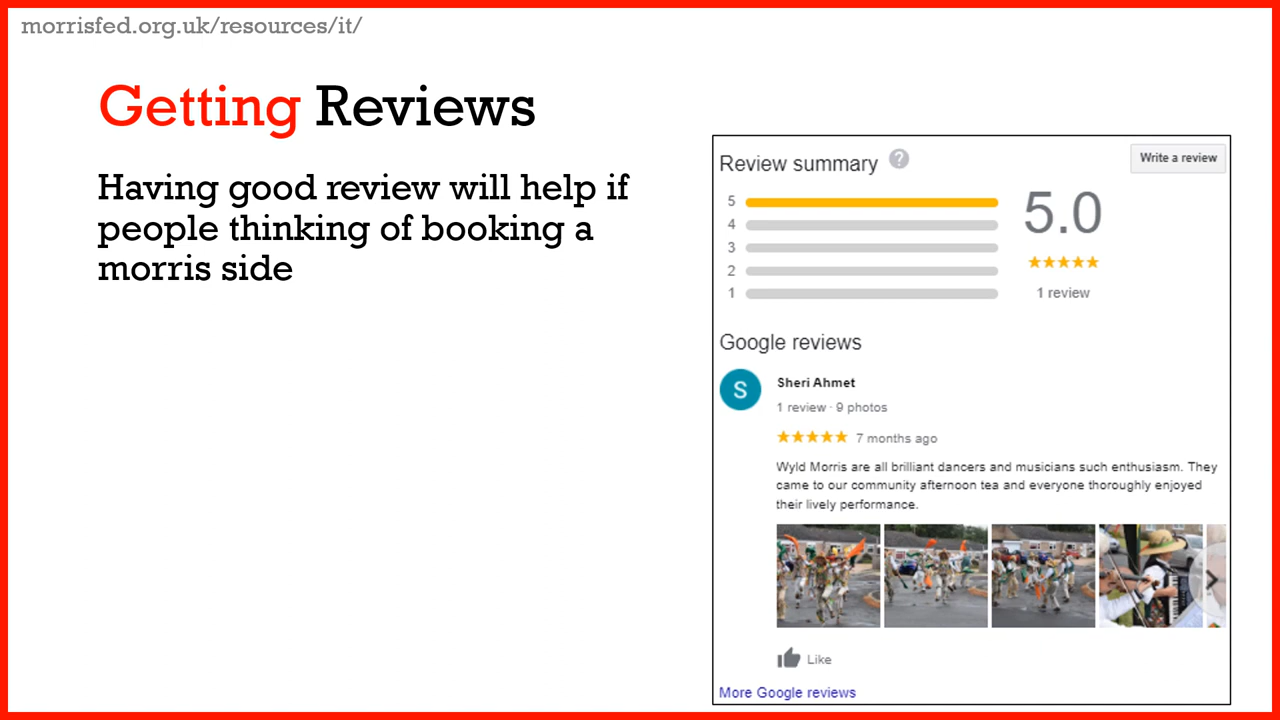 morrisfed.org.uk/resources/it/
Getting Reviews
Having good review will help if
people thinking of booking a
morris side
Review summary ?
Write a review
5
4
3
2
1
5.0
1 review
Google reviews
S
Sheri Ahmet
1 review · 9 photos
7 months ago
Wyld Morris are all brilliant dancers and musicians such enthusiasm. They
came to our community afternoon tea and everyone thoroughly enjoyed
their lively performance.
Like
More Google reviews